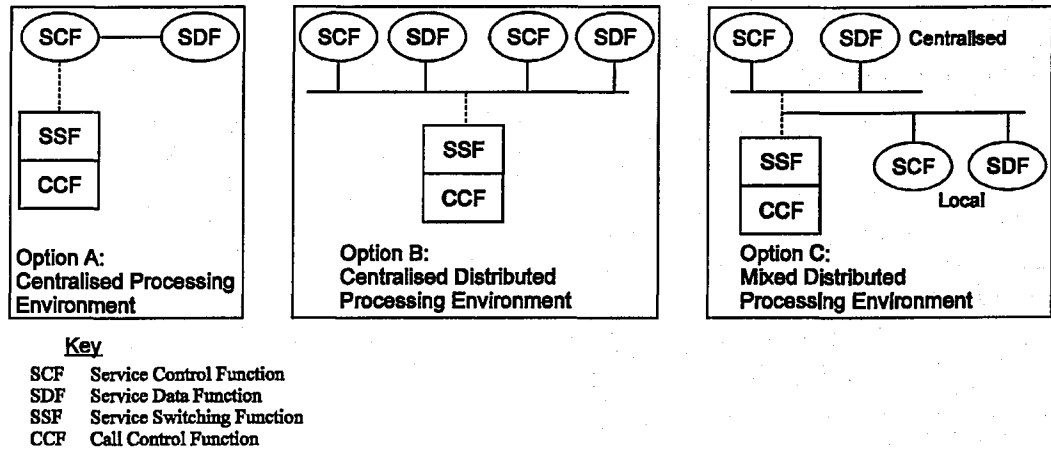 SCF SDF
SSF
CCF
Option A:
Centralised Processing
Environment
SCF SDF SCF SDF
SSF
CCF
Option B:
Centralised Distributed
Processing Environment
SCF SDF Centralised
SSF
CCF
SCF SDF
Local
Option C:
Mixed Distributed
Processing Environment
Key
SCF Service Control Function
SDF Service Data Function
SSF Service Switching Function
CCF Call Control Function